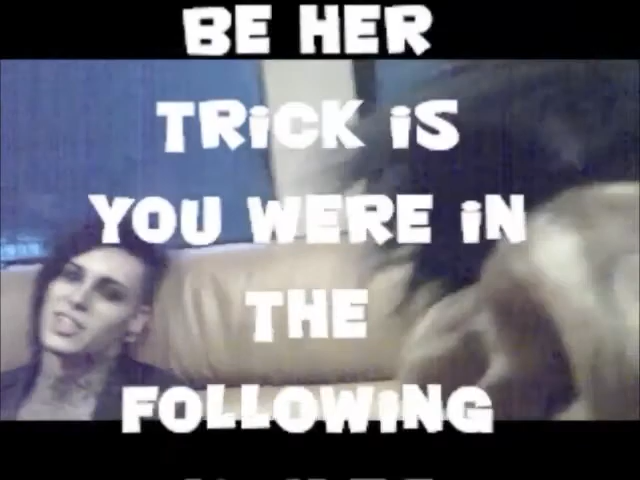 BE HER
TRiCK iS
YOU WERE iN
THE
FOLLOWiNG